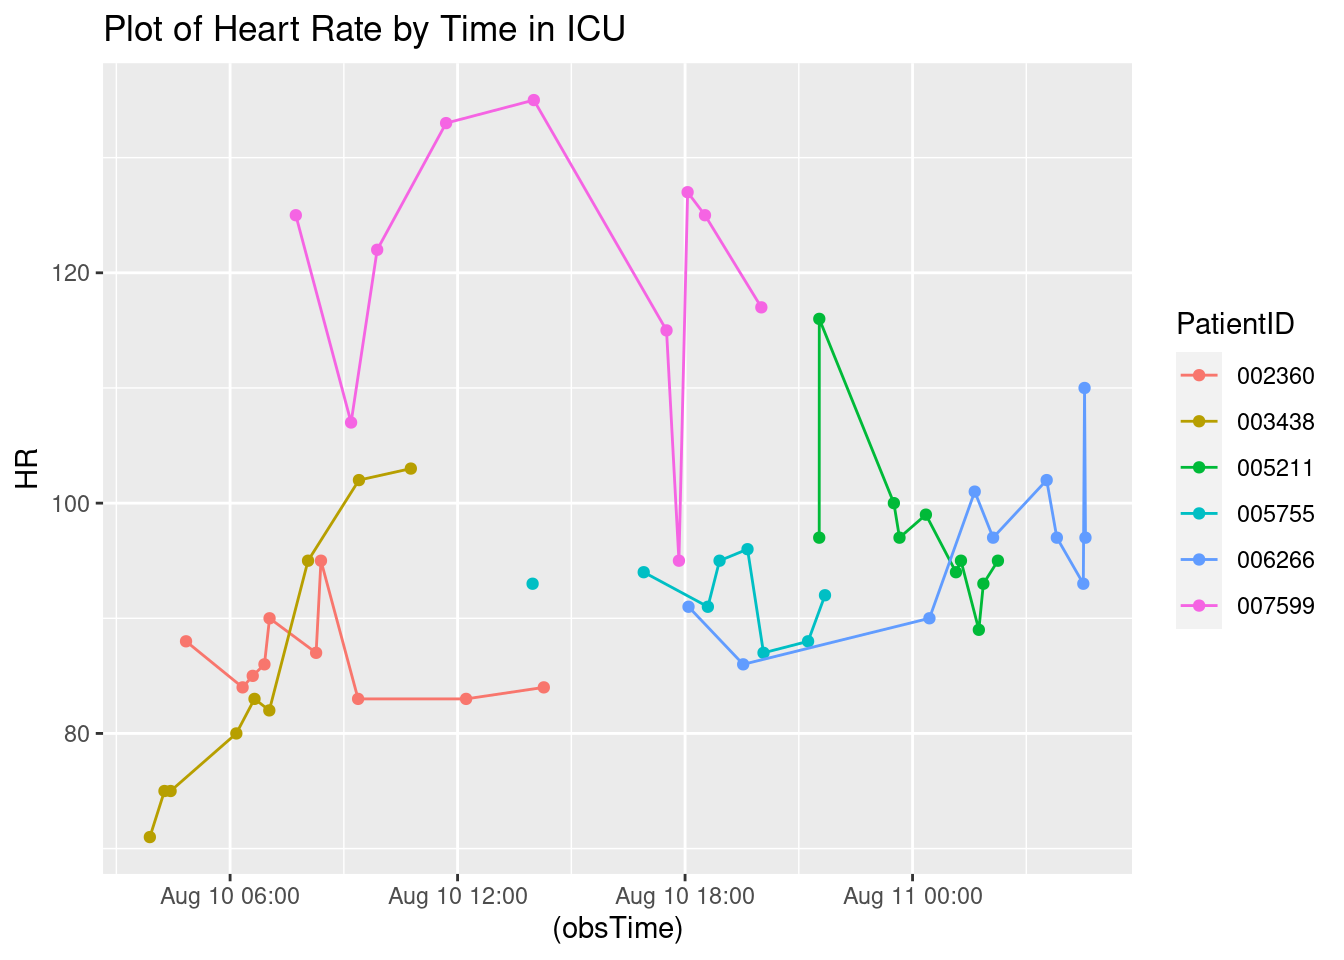 Plot of Heart Rate by Time in ICU
HR
120
100
80
Aug 10 06:00
Aug 10 12:00
Aug 10 18:00
Aug 11 00:00
(obsTime)
PatientID
002360
003438
005211
005755
006266
007599